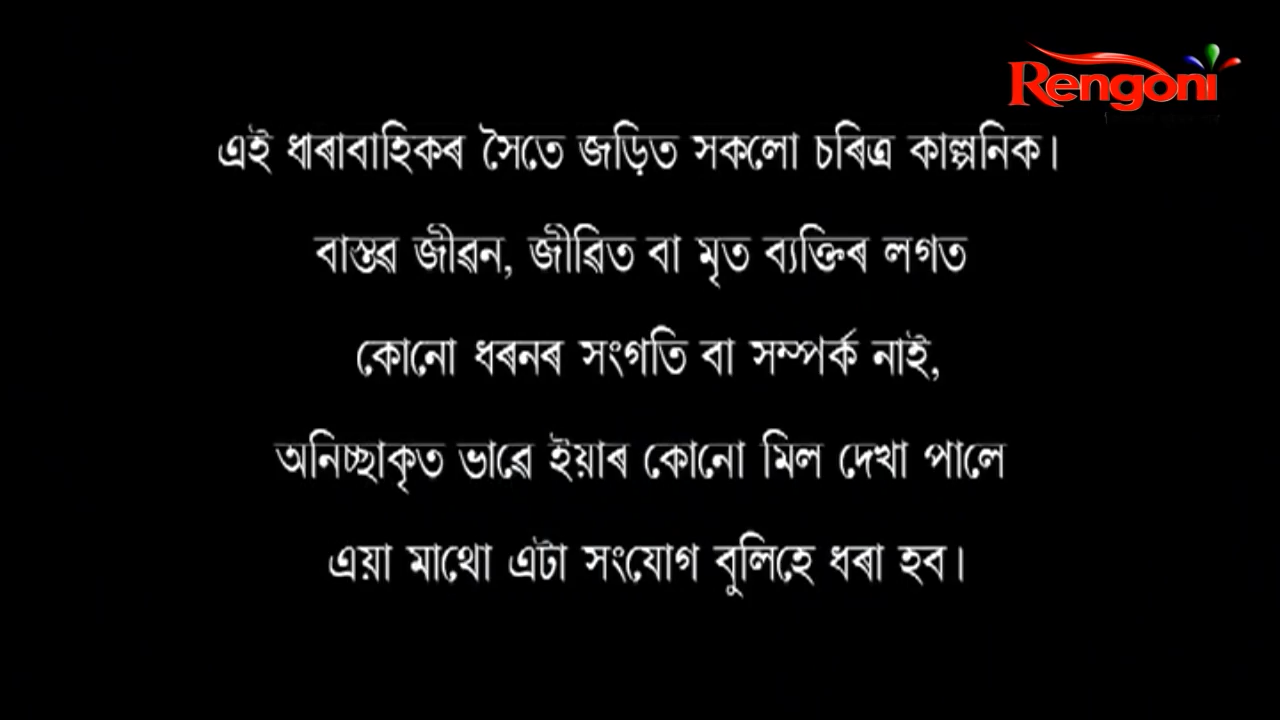 Rengoni
এই ধাৰাবাহিকৰ সৈতে জড়িত সকলো চৰিত্ৰ কাল্পনিক।
বাস্তৱ জীৱন, জীৱিত বা মৃত ব্যক্তিৰ লগত
কোনো ধৰনৰ সংগতি বা সম্পৰ্ক নাই,
অনিচ্ছাকৃত ভাৱে ইয়াৰ কোনো মিল দেখা পালে
এয়া মাথো এটা সংযোগ বুলিহে ধৰা হব।